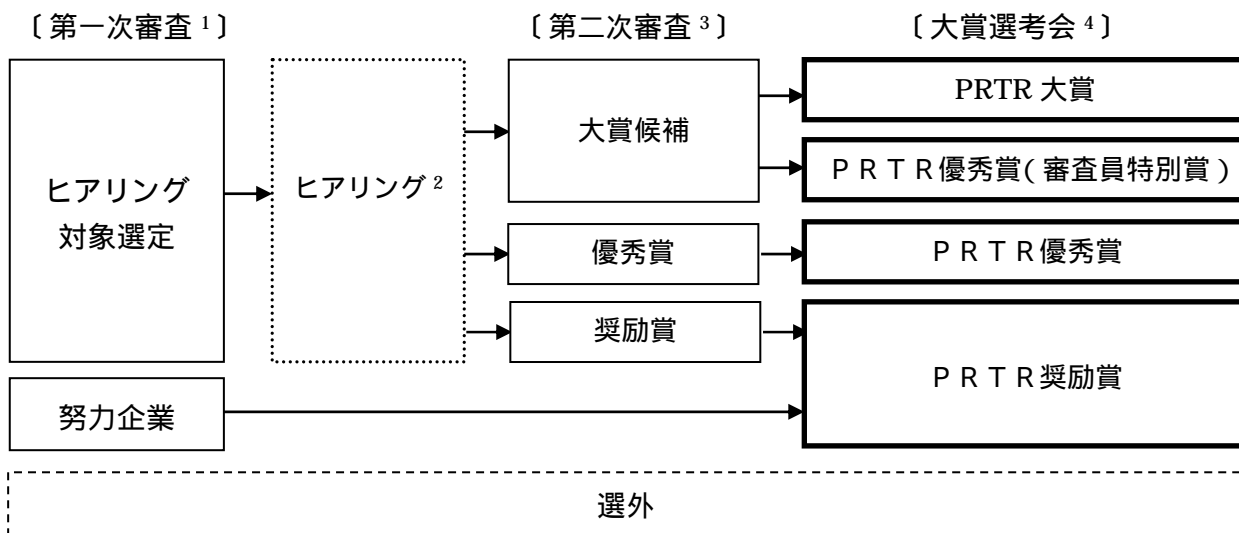 〔第一次審査¹〕
〔第二次審査³〕
〔大賞選考会⁴〕
ヒアリング
対象選定
ヒアリング²
大賞候補
PRTR 大賞
ＰＲＴＲ優秀賞(審査員特別賞)
優秀賞
ＰＲＴＲ優秀賞
奨励賞
ＰＲＴＲ奨励賞
努力企業
選外